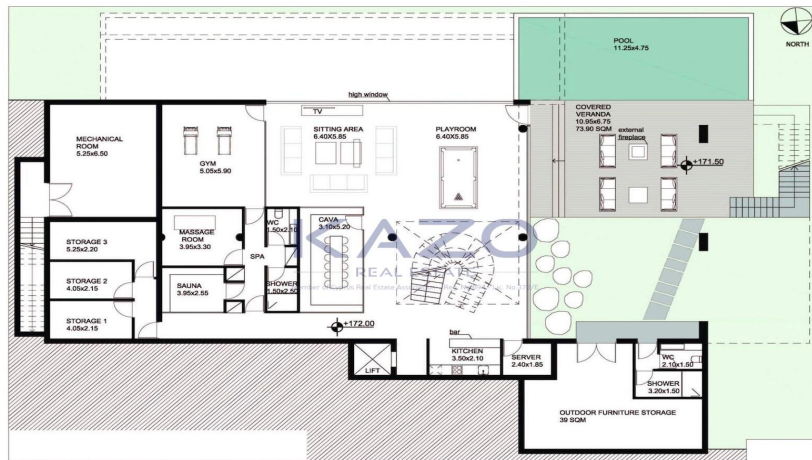 NORTH
POOL
11.25x4.75
high window
TV
SITTING AREA
6.40X5.85
PLAYROOM
6.40X5.85
COVERED
VERANDA
10.95x6.75
73.90 SQM
external
fireplace
+171.50
MECHANICAL
ROOM
5.25x6.50
GYM
5.05x5.90
MASSAGE
ROOM
3.95x3.30
WC
1.50x2.10
CAVA
3.10x5.20
KAZO
REAL ESTATE
STORAGE 3
5.25x2.20
SPA
STORAGE 2
4.05x2.15
SAUNA
3.95x2.55
SHOWER
1.50x2.50
STORAGE 1
4.05x2.15
+172.00
bar
KITCHEN
3.50x2.10
SERVER
2.40x1.85
LIFT
WC
2.10x1.50
SHOWER
3.20x1.50
OUTDOOR FURNITURE STORAGE
39 SQM